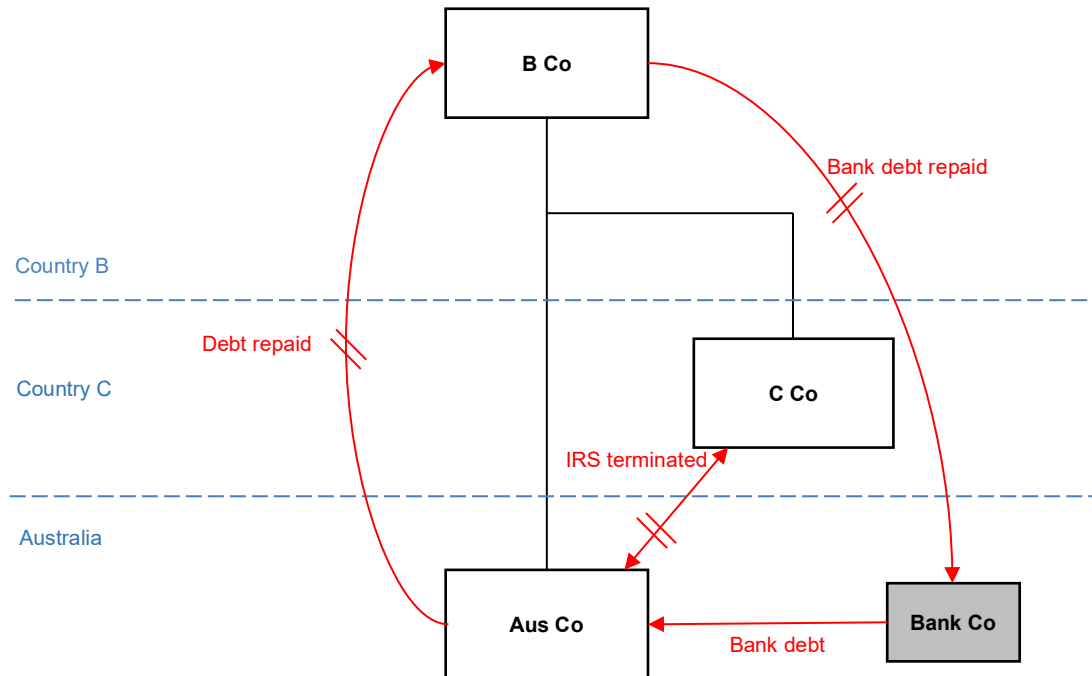 B Co
Bank debt repaid
Country B
Debt repaid
Country C
C Co
IRS terminated
Australia
Aus Co
Bank Co
Bank debt